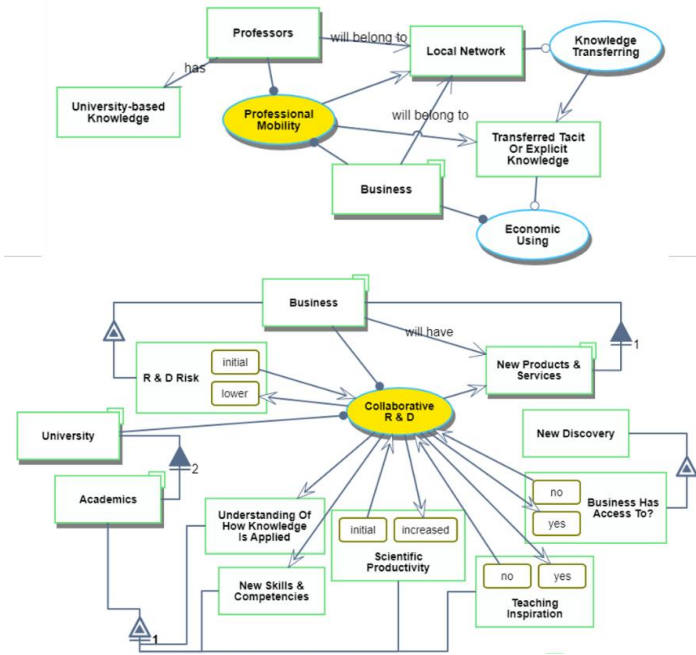 Professors
will belong to
Local Network
Knowledge
Transferring
has
University-based
Knowledge
Professional
Mobility
will belong to
Transferred Tacit
Or Explicit
Knowledge
Business
Economic
Using
Business
will have
1
R & D Risk
initial
lower
New Products &
Services
Collaborative
R & D
University
New Discovery
2
Academics
no
yes
Business Has
Access To?
Understanding Of
How Knowledge
Is Applied
initial
increased
Scientific
Productivity
New Skills &
Competencies
no
yes
Teaching
Inspiration
1